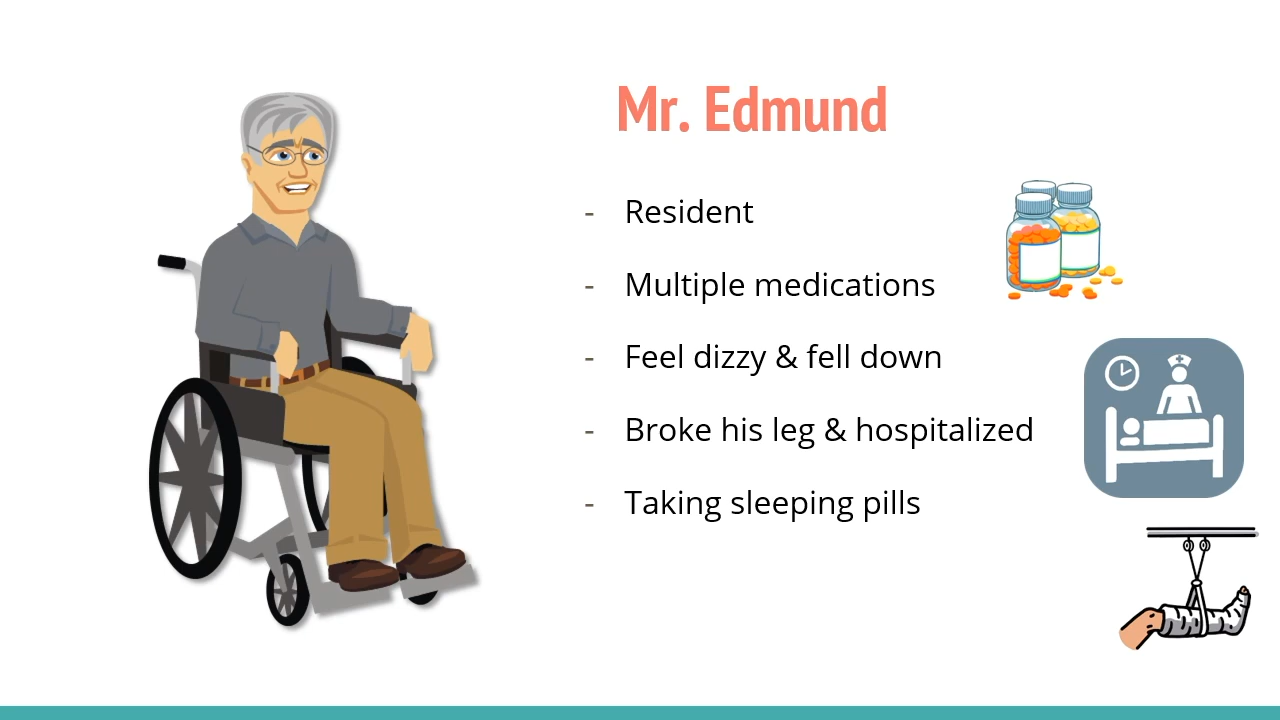 Mr. Edmund
- Resident
- Multiple medications
- Feel dizzy & fell down
- Broke his leg & hospitalized
- Taking sleeping pills